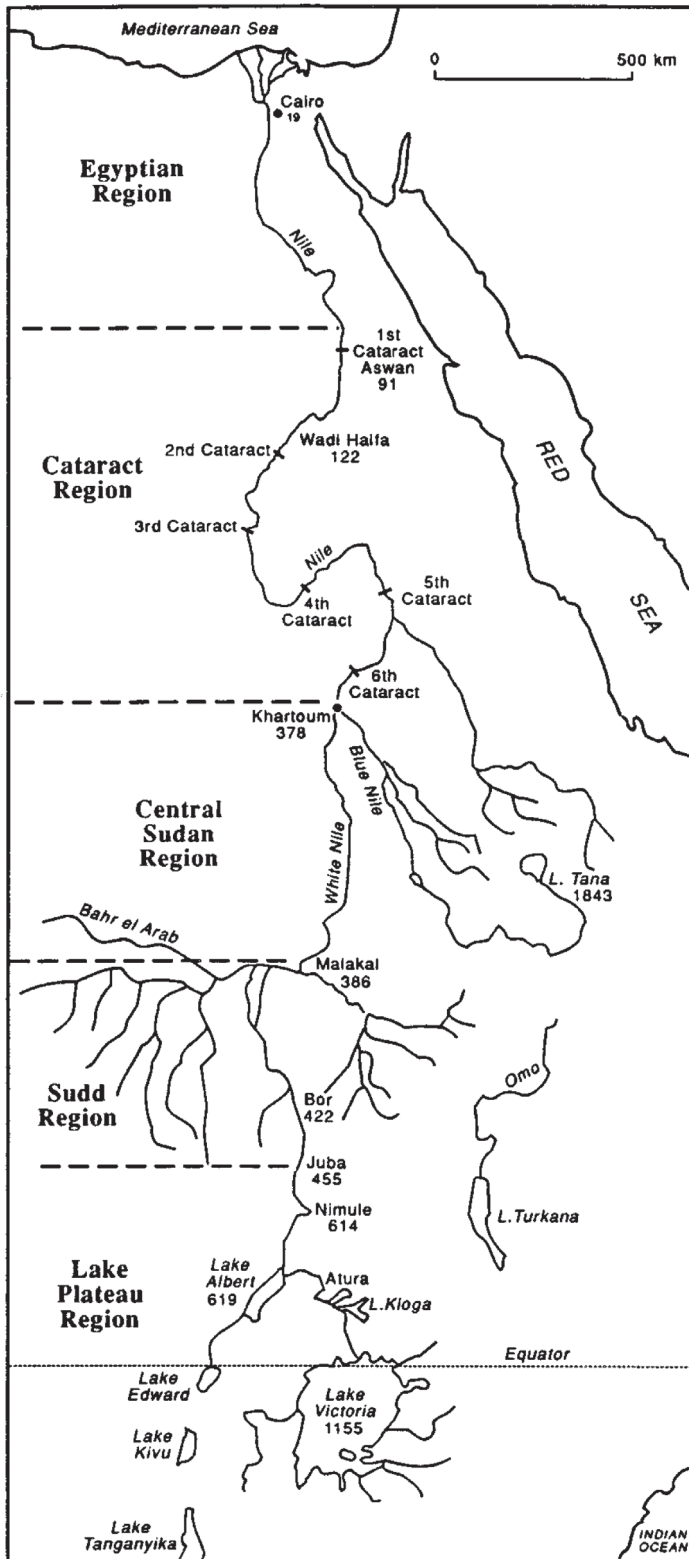 Mediterranean Sea
0 500 km
Cairo
19
Egyptian
Region
Nile
1st
Cataract
Aswan
91
Wadi Halfa
122
2nd Cataract
Cataract
Region
RED
SEA
3rd Cataract
Nile
4th
Cataract
5th
Cataract
6th
Cataract
Khartoum
378
Blue Nile
Central
Sudan
Region
White Nile
L. Tana
1843
Bahr el Arab
Malakal
386
Sudd
Region
Bor
422
Omo
Juba
455
Nimule
614
L.Turkana
Lake
Plateau
Region
Lake
Albert
619
Atura
L.Kioga
Equator
Lake
Edward
Lake
Victoria
1155
Lake
Kivu
Lake
Tanganyika
INDIAN
OCEAN